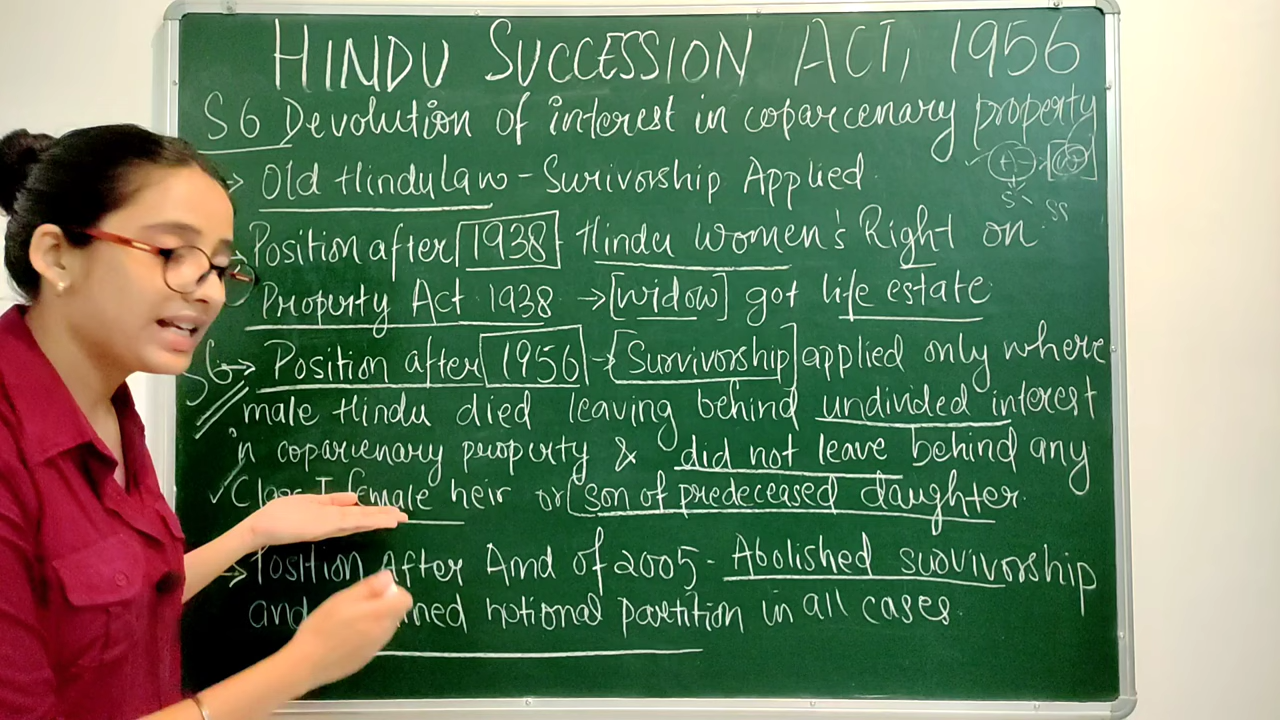 HINDU SUCCESSION ACT, 1956
S6 Devolution of interest in coparcenary property
→ Old Hindu law - Survivorship Applied
Position after 1938 - Hindu Women's Right on
Property Act 1938 → [widow] got life estate
S6 → Position after 1956 → [Survivorship] applied only where
male Hindu died leaving behind undivided interest
in coparcenary property & did not leave behind any
✓ Class I female heir or (son of predeceased daughter
→ Position After Amd of 2005 - Abolished suovivorship
and notional partition in all cases